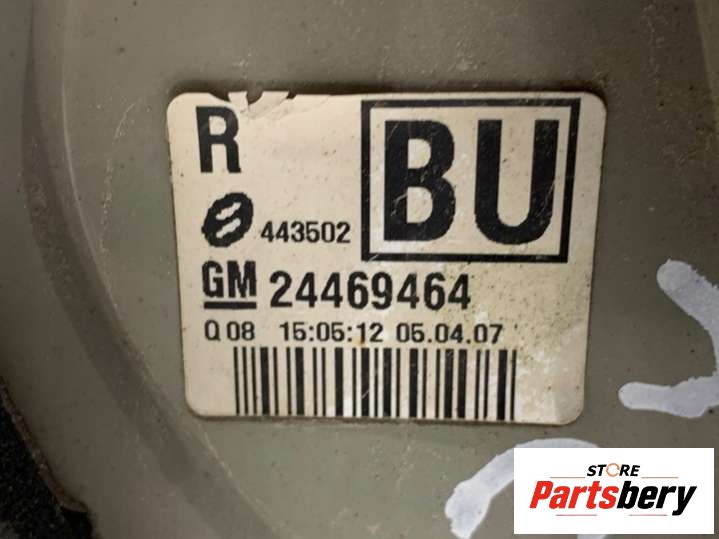 R
BU
443502
GM 24469464
Q 08 15:05:12 05.04.07
STORE
Partsbery